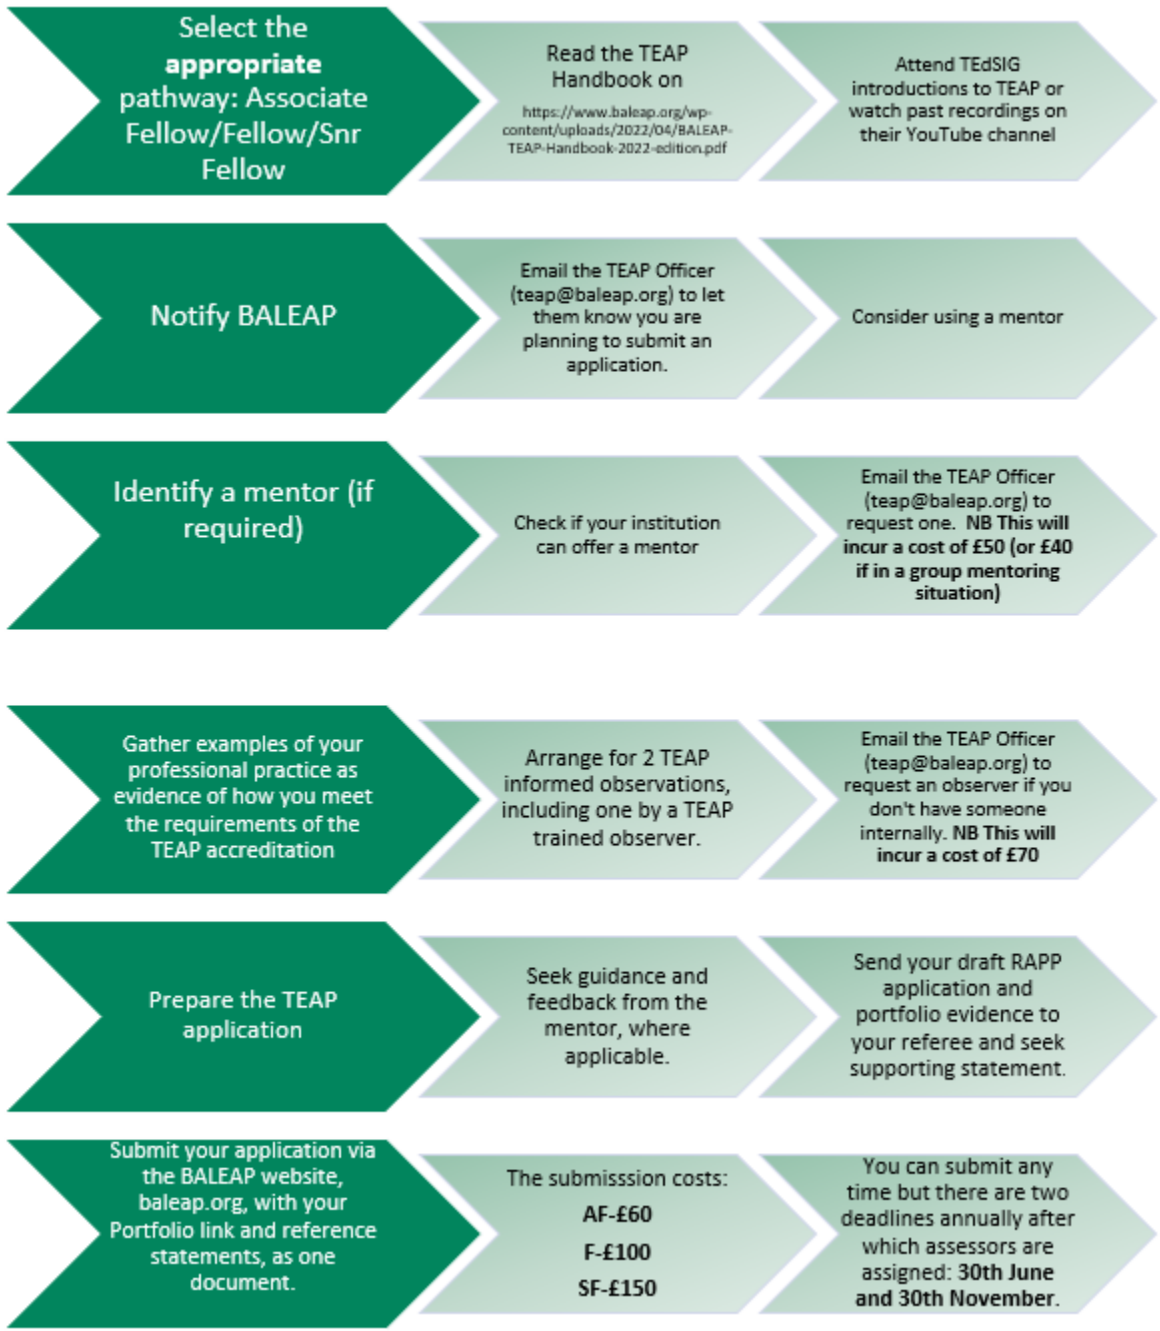 Select the
appropriate
pathway: Associate
Fellow/Fellow/Snr
Fellow
Read the TEAP
Handbook on
https://www.baleap.org/wp-
content/uploads/2022/04/BALEAP-
TEAP-Handbook-2022-edition.pdf
Attend TEdSIG
introductions to TEAP or
watch past recordings on
their YouTube channel
Notify BALEAP
Email the TEAP Officer
(teap@baleap.org) to let
them know you are
planning to submit an
application.
Consider using a mentor
Identify a mentor (if
required)
Check if your institution
can offer a mentor
Email the TEAP Officer
(teap@baleap.org) to
request one.  NB This will
incur a cost of £50 (or £40
if in a group mentoring
situation)
Gather examples of your
professional practice as
evidence of how you meet
the requirements of the
TEAP accreditation
Arrange for 2 TEAP
informed observations,
including one by a TEAP
trained observer.
Email the TEAP Officer
(teap@baleap.org) to
request an observer if you
don't have someone
internally. NB This will
incur a cost of £70
Prepare the TEAP
application
Seek guidance and
feedback from the
mentor, where
applicable.
Send your draft RAPP
application and
portfolio evidence to
your referee and seek
supporting statement.
Submit your application via
the BALEAP website,
baleap.org, with your
Portfolio link and reference
statements, as one
document.
The submisssion costs:
AF-£60
F-£100
SF-£150
You can submit any
time but there are two
deadlines annually after
which assessors are
assigned: 30th June
and 30th November.